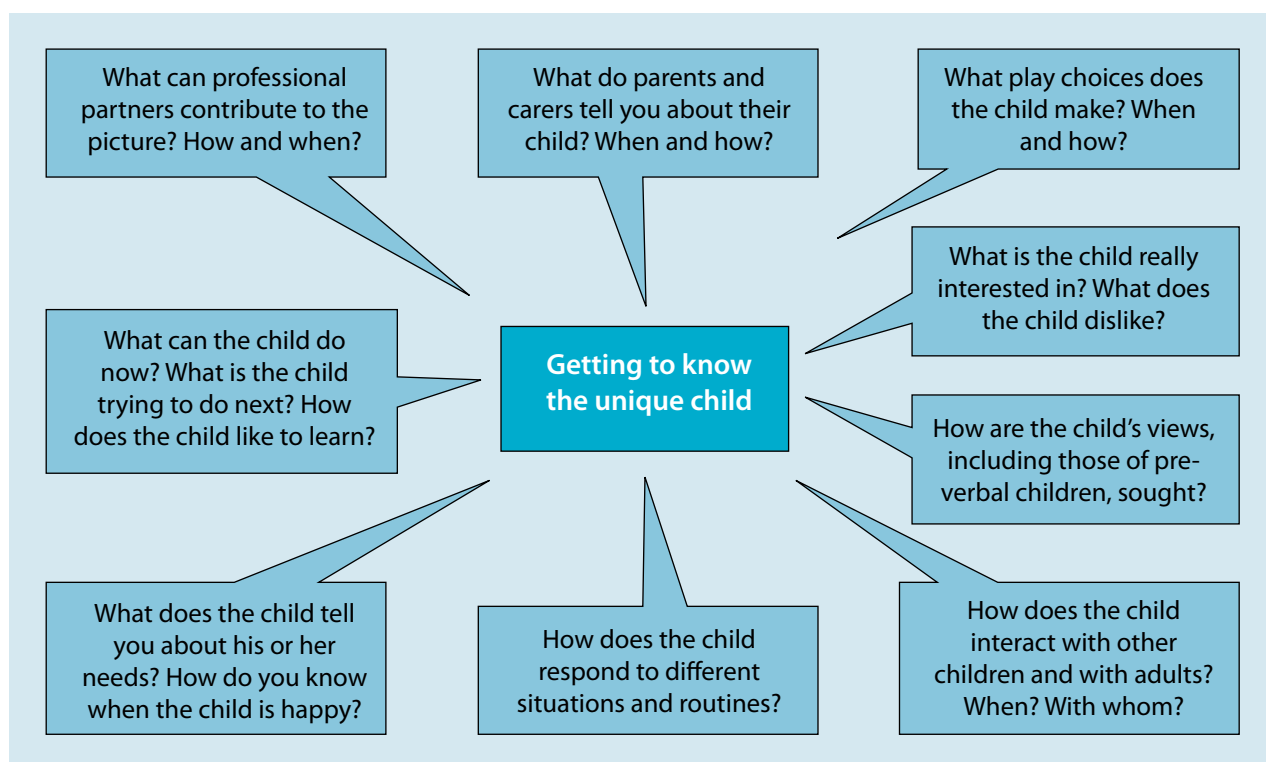 What can professional
partners contribute to the
picture? How and when?
What do parents and
carers tell you about their
child? When and how?
What play choices does
the child make? When
and how?
What is the child really
interested in? What does
the child dislike?
What can the child do
now? What is the child
trying to do next? How
does the child like to learn?
Getting to know
the unique child
How are the child’s views,
including those of pre-
verbal children, sought?
What does the child tell
you about his or her
needs? How do you know
when the child is happy?
How does the child
respond to different
situations and routines?
How does the child
interact with other
children and with adults?
When? With whom?